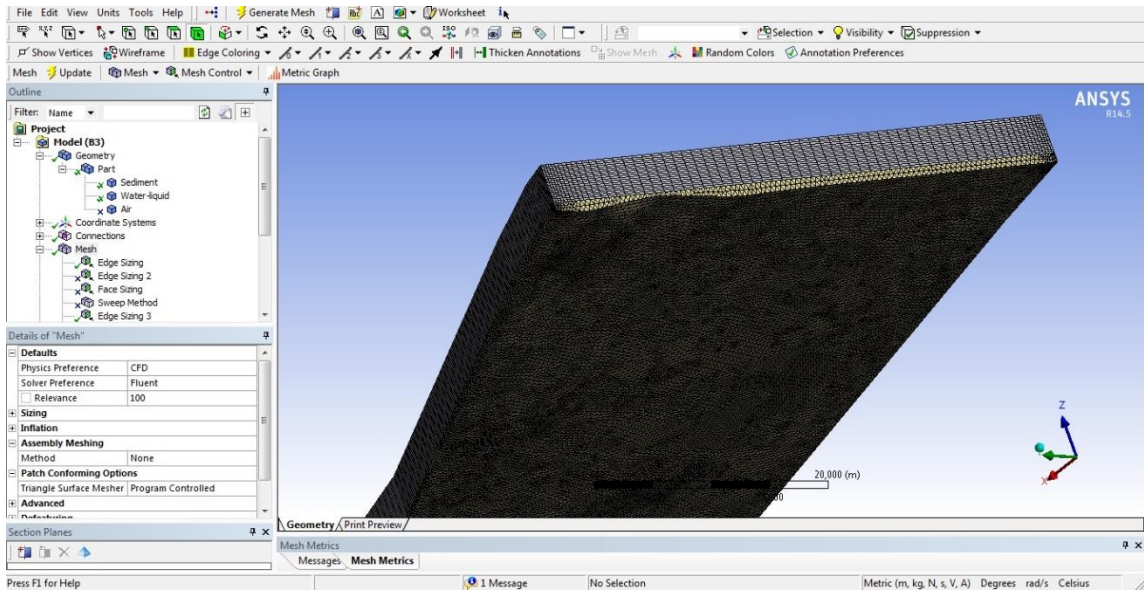 File Edit View Units Tools Help Generate Mesh A Worksheet
Selection Visibility Suppression
Show Vertices Wireframe Edge Coloring Thicken Annotations Show Mesh Random Colors Annotation Preferences
Mesh Update Mesh Mesh Control Metric Graph
Outline
Filter: Name
Project
Model (B3)
Geometry
Part
Sediment
Water-liquid
Air
Coordinate Systems
Connections
Mesh
Edge Sizing
Edge Sizing 2
Face Sizing
Sweep Method
Edge Sizing 3
Details of "Mesh"
Defaults
Physics Preference CFD
Solver Preference Fluent
Relevance 100
Sizing
Inflation
Assembly Meshing
Method None
Patch Conforming Options
Triangle Surface Mesher Program Controlled
Advanced
Defeaturing
Section Planes
ANSYS
R14.5
Z
X
20,000 (m)
Geometry Print Preview
Mesh Metrics
Messages Mesh Metrics
Press F1 for Help 1 Message No Selection Metric (m, kg, N, s, V, A) Degrees rad/s Celsius